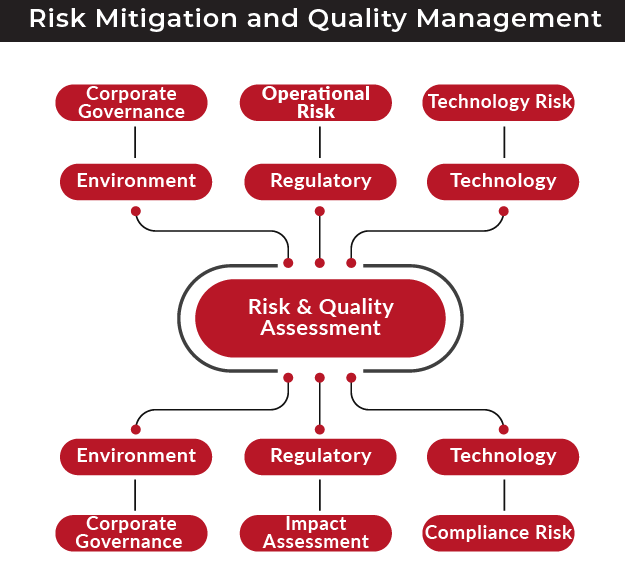 Risk Mitigation and Quality Management
Corporate
Governance
Operational
Risk
Technology Risk
Environment
Regulatory
Technology
Risk & Quality
Assessment
Environment
Regulatory
Technology
Corporate
Governance
Impact
Assessment
Compliance Risk